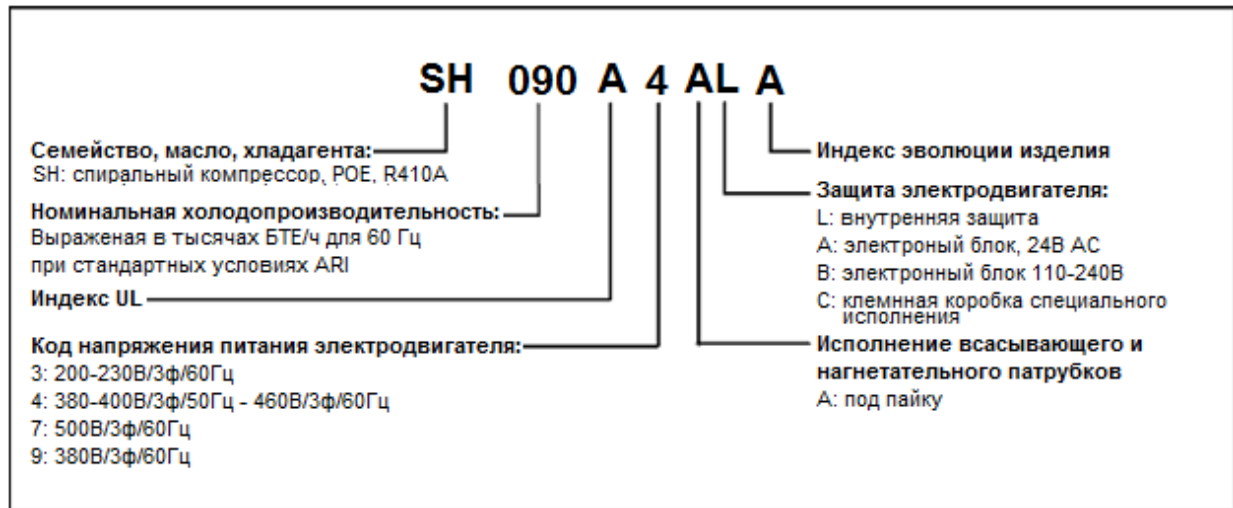 SH 090 A 4 AL A
Семейство, масло, хладагента:
SH: спиральный компрессор, POE, R410A
Номинальная холодопроизводительность:
Выраженая в тысячах БТЕ/ч для 60 Гц
при стандартных условиях ARI
Индекс UL
Код напряжения питания электродвигателя:
3: 200-230В/3ф/60Гц
4: 380-400В/3ф/50Гц - 460В/3ф/60Гц
7: 500В/3ф/60Гц
9: 380В/3ф/60Гц
Индекс эволюции изделия
Защита электродвигателя:
L: внутренняя защита
А: электроный блок, 24В АС
В: электронный блок 110-240В
С: клемнная коробка специального
исполнения
Исполнение всасывающего и
нагнетательного патрубков
А: под пайку